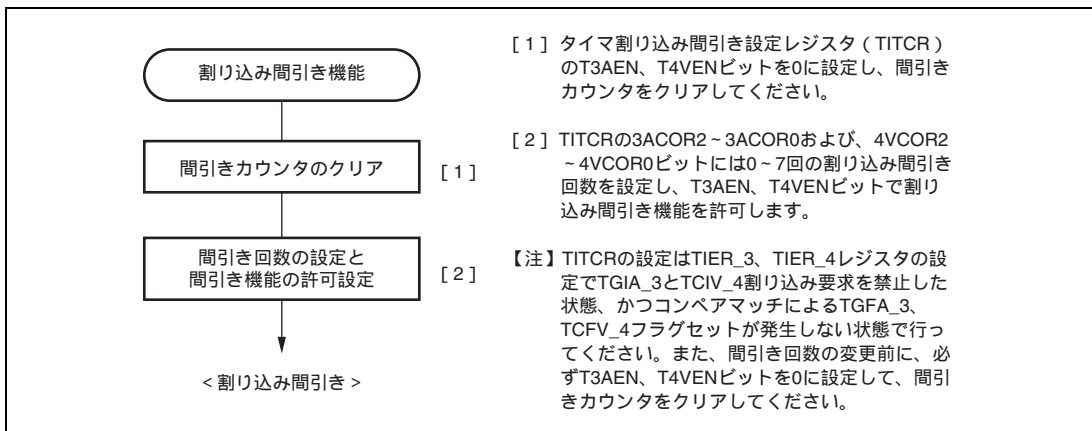 割り込み間引き機能
間引きカウンタのクリア
[ 1 ]
間引き回数の設定と
間引き機能の許可設定
[ 2 ]
< 割り込み間引き >
[ 1 ] タイマ割り込み間引き設定レジスタ ( TITCR )
のT3AEN、T4VENビットを0に設定し、間引き
カウンタをクリアしてください。
[ 2 ] TITCRの3ACOR2 ~ 3ACOR0および、4VCOR2
~ 4VCOR0ビットには0 ~ 7回の割り込み間引き
回数を設定し、T3AEN、T4VENビットで割り
込み間引き機能を許可します。
【注】TITCRの設定はTIER_3、TIER_4レジスタの設
定でTGIA_3とTCIV_4割り込み要求を禁止した
状態、かつコンペアマッチによるTGFA_3、
TCFV_4フラグセットが発生しない状態で行っ
てください。また、間引き回数の変更前に、必
ずT3AEN、T4VENビットを0に設定して、間引
きカウンタをクリアしてください。